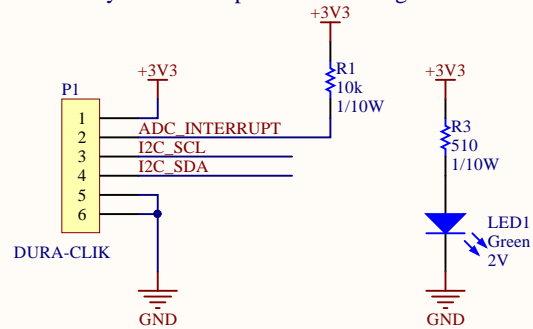 +3V3
+3V3
+3V3
P1
R1
10k
1/10W
R3
510
1/10W
1
2
3
4
5
6
ADC_INTERRUPT
I2C_SCL
I2C_SDA
DURA-CLIK
LED1
Green
2V
GND
GND